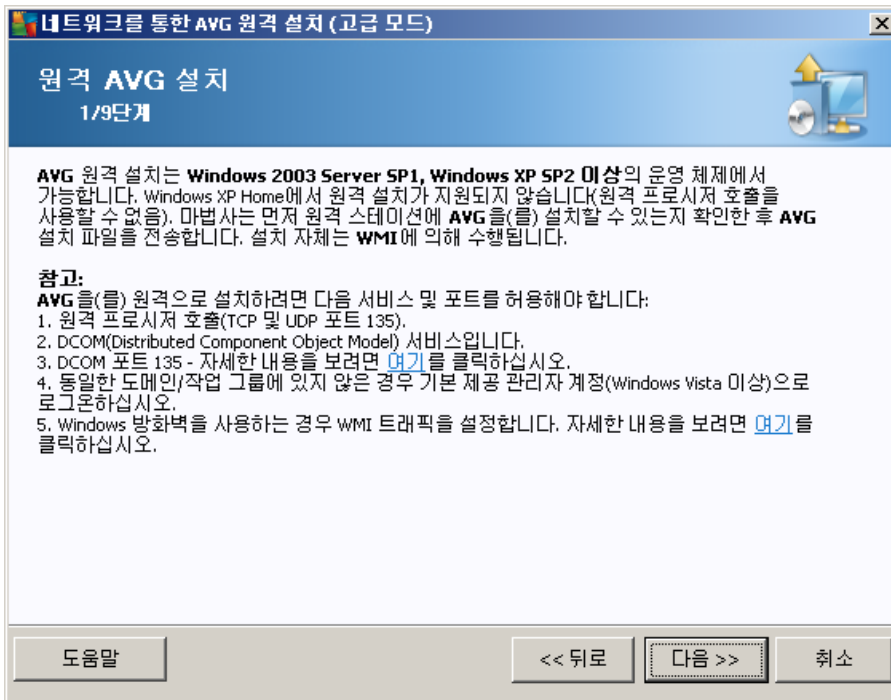 네트워크를 통한 AVG 원격 설치 (고급 모드)
원격 AVG 설치
1/9단계
AVG 원격 설치는 Windows 2003 Server SP1, Windows XP SP2 이상의 운영 체제에서
가능합니다. Windows XP Home에서 원격 설치가 지원되지 않습니다(원격 프로시저 호출을
사용할 수 없음). 마법사는 먼저 원격 스테이션에 AVG을(를) 설치할 수 있는지 확인한 후 AVG
설치 파일을 전송합니다. 설치 자체는 WMI에 의해 수행됩니다.
참고:
AVG을(를) 원격으로 설치하려면 다음 서비스 및 포트를 허용해야 합니다:
1. 원격 프로시저 호출(TCP 및 UDP 포트 135).
2. DCOM(Distributed Component Object Model) 서비스입니다.
3. DCOM 포트 135 - 자세한 내용을 보려면 여기를 클릭하십시오.
4. 동일한 도메인/작업 그룹에 있지 않은 경우 기본 제공 관리자 계정(Windows Vista 이상)으로
로그온하십시오.
5. Windows 방화벽을 사용하는 경우 WMI 트래픽을 설정합니다. 자세한 내용을 보려면 여기를
클릭하십시오.
도움말
<< 뒤로
다음 >>
취소